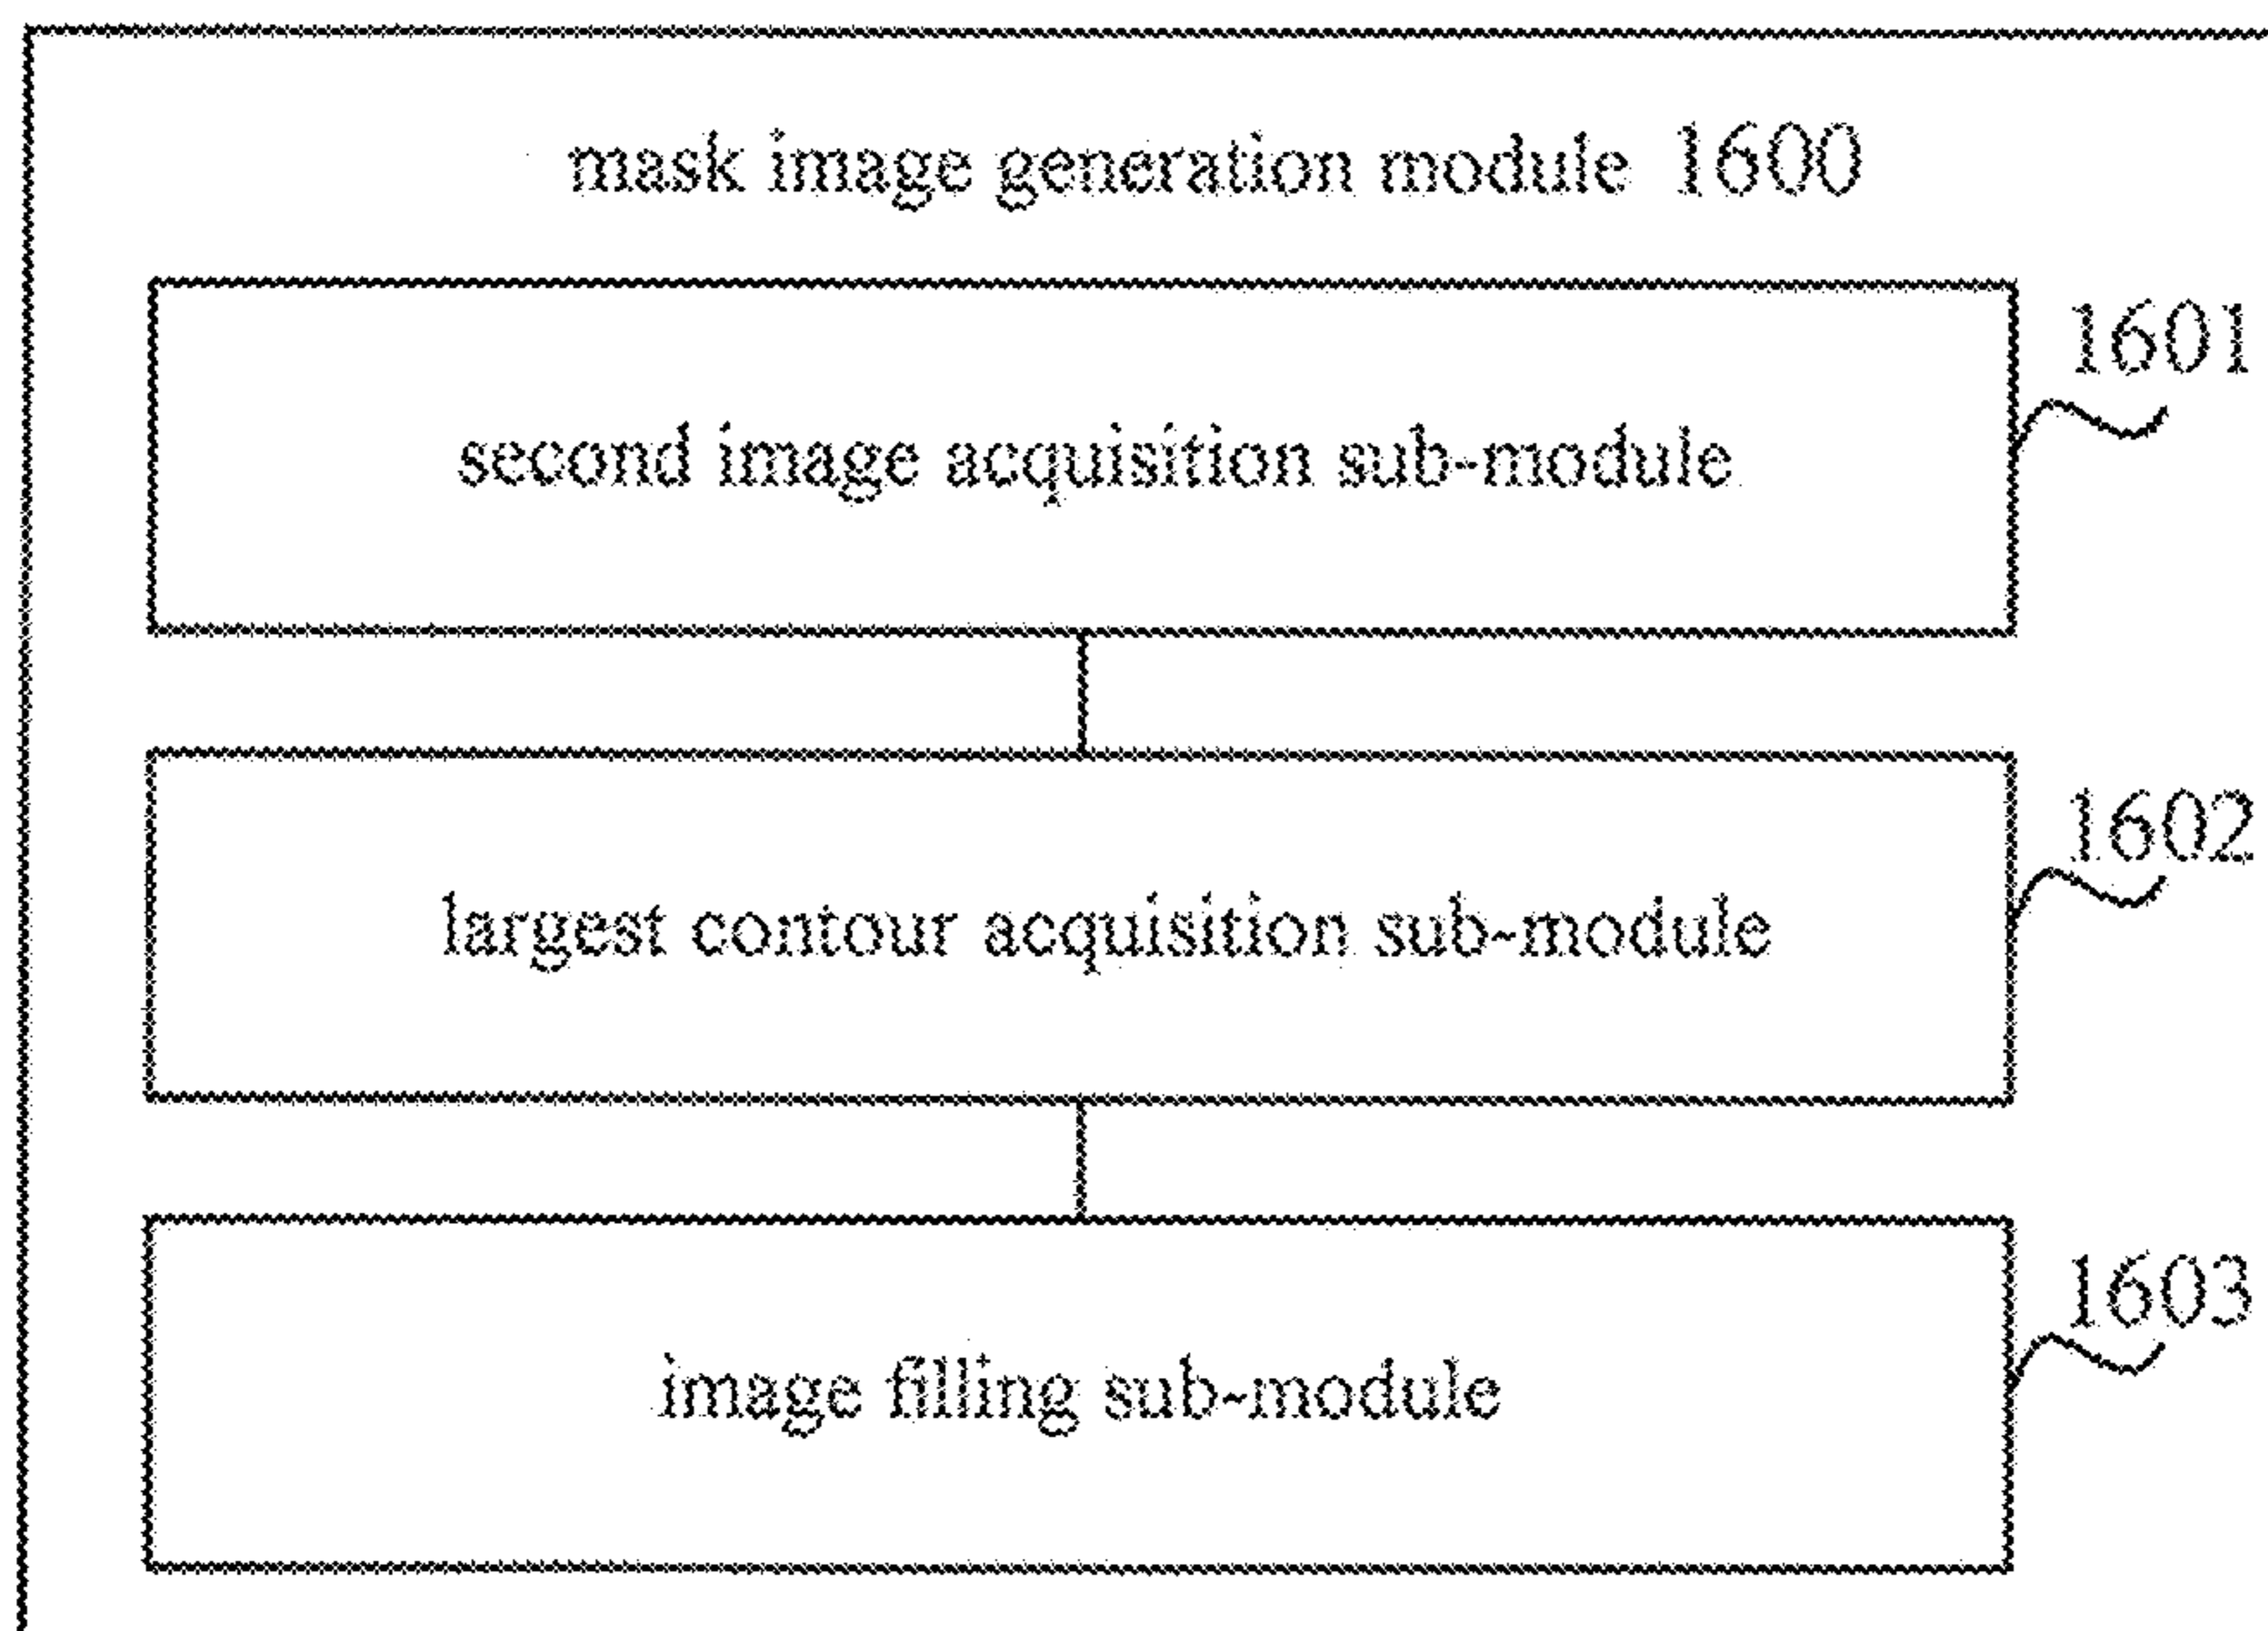 mask image generation module 1600
1601
second image acquisition sub-module
1602
largest contour acquisition sub-module
1603
image filling sub-module